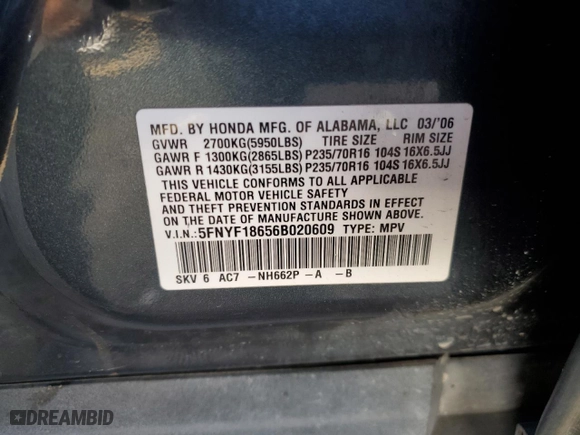 MFD. BY HONDA MFG. OF ALABAMA, LLC 03/'06
GVWR 2700KG(5950LBS) TIRE SIZE RIM SIZE
GAWR F 1300KG(2865LBS) P235/70R16 104S 16X6.5JJ
GAWR R 1430KG(3155LBS) P235/70R16 104S 16X6.5JJ
THIS VEHICLE CONFORMS TO ALL APPLICABLE
FEDERAL MOTOR VEHICLE SAFETY
AND THEFT PREVENTION STANDARDS IN EFFECT
ON THE DATE OF MANUFACTURE SHOWN ABOVE.
V.I.N.: 5FNYF18656B020609 TYPE: MPV
SKV 6 AC7 -NH662P -A -B
DREAMBID